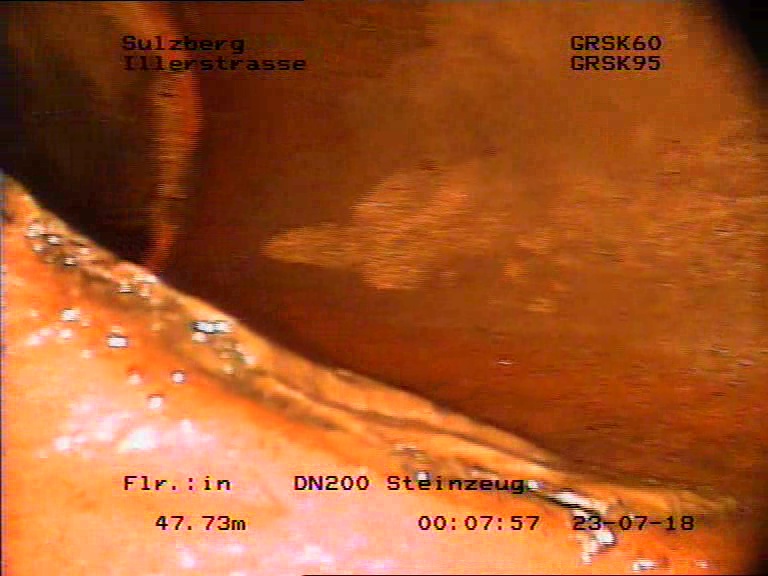 Sulzberg GRSK60
Illerstrasse GRSK95
Flr.:in DN200 Steinzeug
47.73m 00:07:57 23-07-18